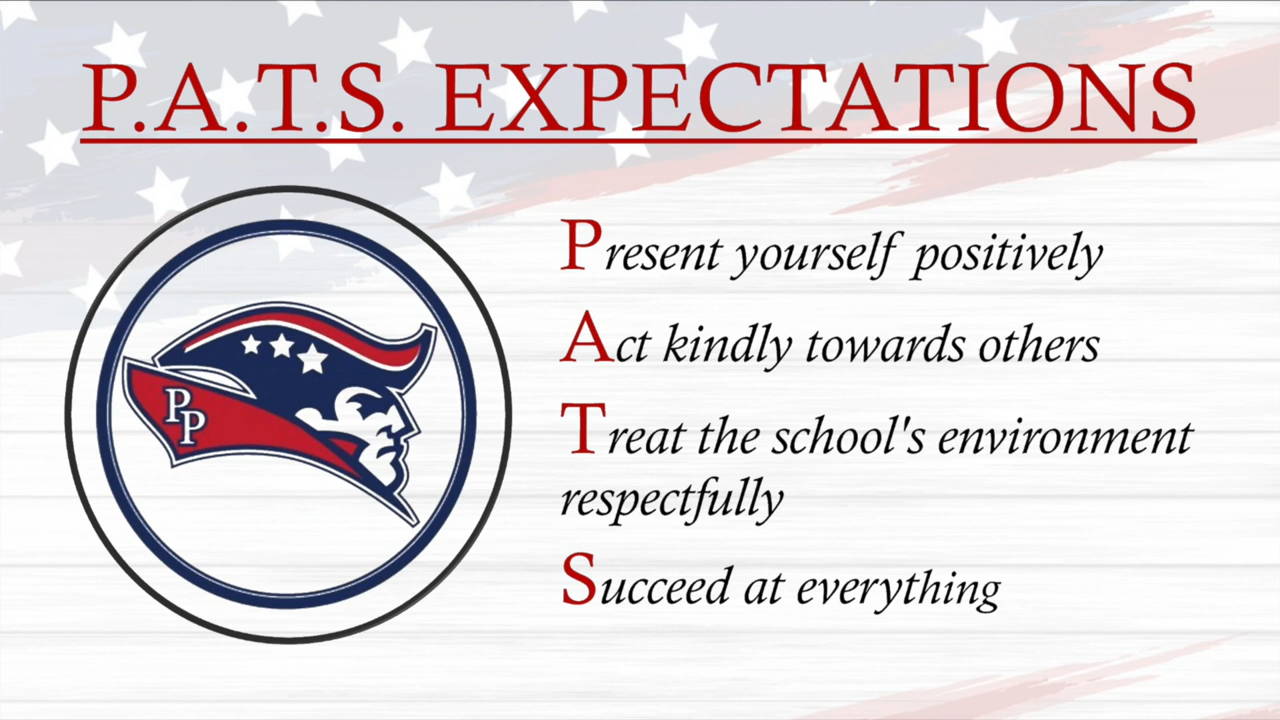 P.A.T.S. EXPECTATIONS
PP
Present yourself positively
Act kindly towards others
Treat the school's environment
respectfully
Succeed at everything